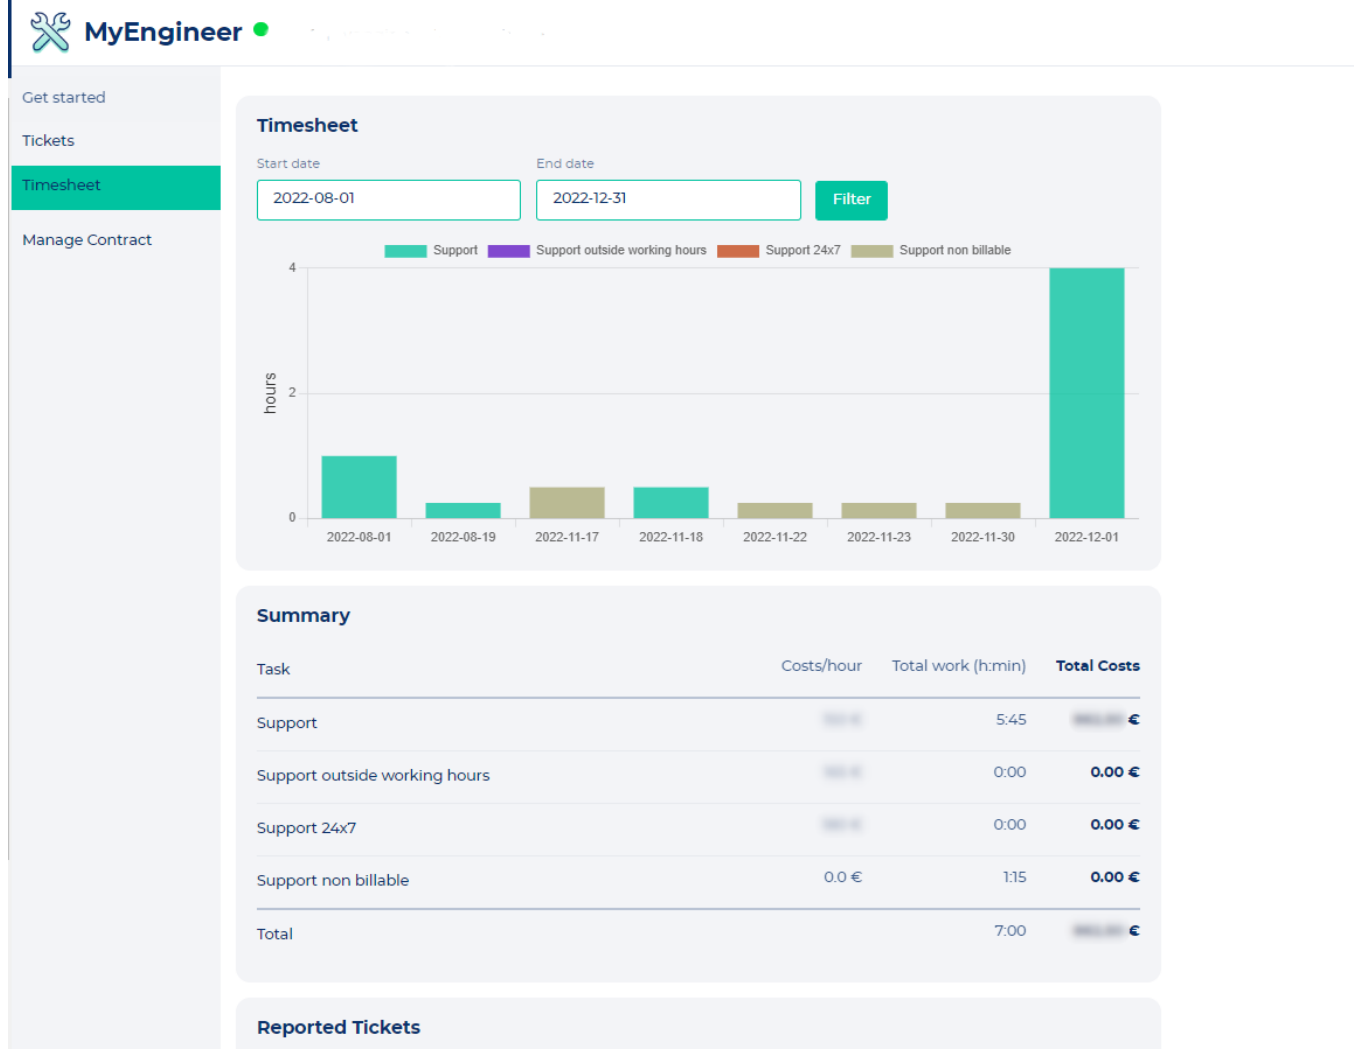 MyEngineer
Get started
Tickets
Timesheet
Manage Contract
Timesheet
Start date End date
2022-08-01 2022-12-31 Filter
Support Support outside working hours Support 24x7 Support non billable
4
2
0
hours
2022-08-01 2022-08-19 2022-11-17 2022-11-18 2022-11-22 2022-11-23 2022-11-30 2022-12-01
Summary
Task Costs/hour Total work (h:min) Total Costs
Support € 5:45 €
Support outside working hours € 0:00 0.00 €
Support 24x7 € 0:00 0.00 €
Support non billable 0.0 € 1:15 0.00 €
Total 7:00 €
Reported Tickets